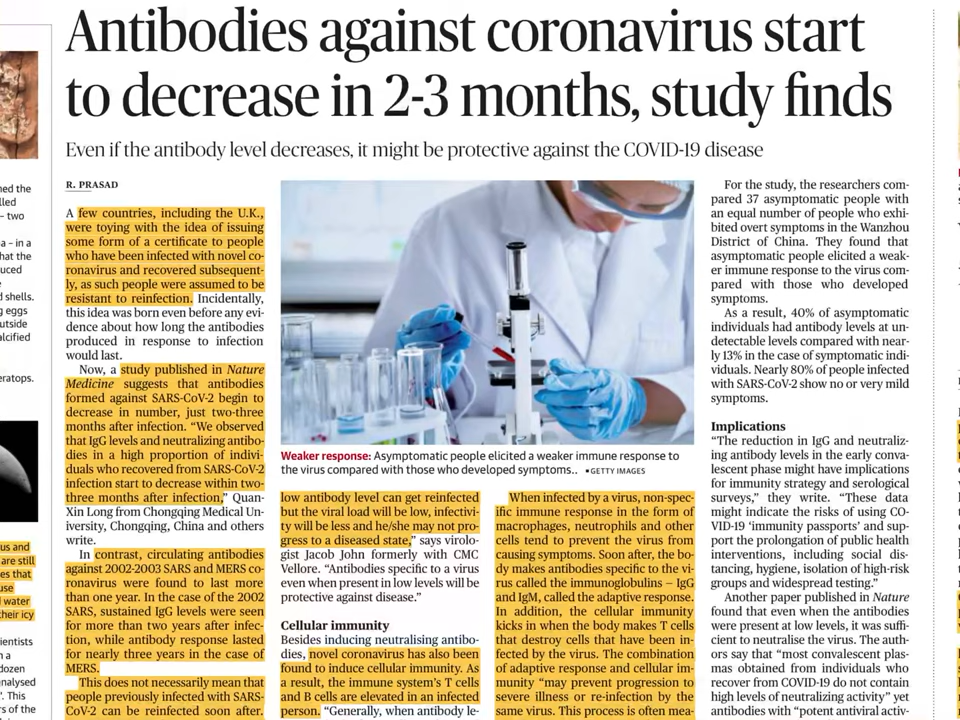 Antibodies against coronavirus start
to decrease in 2-3 months, study finds
Even if the antibody level decreases, it might be protective against the COVID-19 disease
R. PRASAD
A few countries, including the U.K.,
were toying with the idea of issuing
some form of a certificate to people
who have been infected with novel co-
ronavirus and recovered subsequent-
ly, as such people were assumed to be
resistant to reinfection. Incidentally,
this idea was born even before any evi-
dence about how long the antibodies
produced in response to infection
would last.
Now, a study published in Nature
Medicine suggests that antibodies
formed against SARS-CoV-2 begin to
decrease in number, just two-three
months after infection. “We observed
that IgG levels and neutralizing antibo-
dies in a high proportion of indivi-
duals who recovered from SARS-CoV-2
infection start to decrease within two-
three months after infection,” Quan-
Xin Long from Chongqing Medical Un-
iversity, Chongqing, China and others
write.
In contrast, circulating antibodies
against 2002-2003 SARS and MERS co-
ronavirus were found to last more
than one year. In the case of the 2002
SARS, sustained IgG levels were seen
for more than two years after infec-
tion, while antibody response lasted
for nearly three years in the case of
MERS.
This does not necessarily mean that
people previously infected with SARS-
CoV-2 can be reinfected soon after.
Weaker response: Asymptomatic people elicited a weaker immune response to
the virus compared with those who developed symptoms.. ▪GETTY IMAGES
low antibody level can get reinfected
but the viral load will be low, infectivi-
ty will be less and he/she may not pro-
gress to a diseased state,” says virolo-
gist Jacob John formerly with CMC
Vellore. “Antibodies specific to a virus
even when present in low levels will be
protective against disease.”
Cellular immunity
Besides inducing neutralising antibo-
dies, novel coronavirus has also been
found to induce cellular immunity. As
a result, the immune system’s T cells
and B cells are elevated in an infected
person. “Generally, when antibody le-
When infected by a virus, non-spec-
ific immune response in the form of
macrophages, neutrophils and other
cells tend to prevent the virus from
causing symptoms. Soon after, the bo-
dy makes antibodies specific to the vi-
rus called the immunoglobulins – IgG
and IgM, called the adaptive response.
In addition, the cellular immunity
kicks in when the body makes T cells
that destroy cells that have been in-
fected by the virus. The combination
of adaptive response and cellular im-
munity “may prevent progression to
severe illness or re-infection by the
same virus. This process is often mea-
For the study, the researchers com-
pared 37 asymptomatic people with
an equal number of people who exhi-
bited overt symptoms in the Wanzhou
District of China. They found that
asymptomatic people elicited a weak-
er immune response to the virus com-
pared with those who developed
symptoms.
As a result, 40% of asymptomatic
individuals had antibody levels at un-
detectable levels compared with near-
ly 13% in the case of symptomatic indi-
viduals. Nearly 80% of people infected
with SARS-CoV-2 show no or very mild
symptoms.
Implications
“The reduction in IgG and neutraliz-
ing antibody levels in the early conva-
lescent phase might have implications
for immunity strategy and serological
surveys,” they write. “These data
might indicate the risks of using CO-
VID-19 ‘immunity passports’ and sup-
port the prolongation of public health
interventions, including social dis-
tancing, hygiene, isolation of high-risk
groups and widespread testing.”
Another paper published in Nature
found that even when the antibodies
were present at low levels, it was suffi-
cient to neutralise the virus. The auth-
ors say that “most convalescent plas-
mas obtained from individuals who
recover from COVID-19 do not contain
high levels of neutralizing activity” yet
antibodies with “potent antiviral activ-